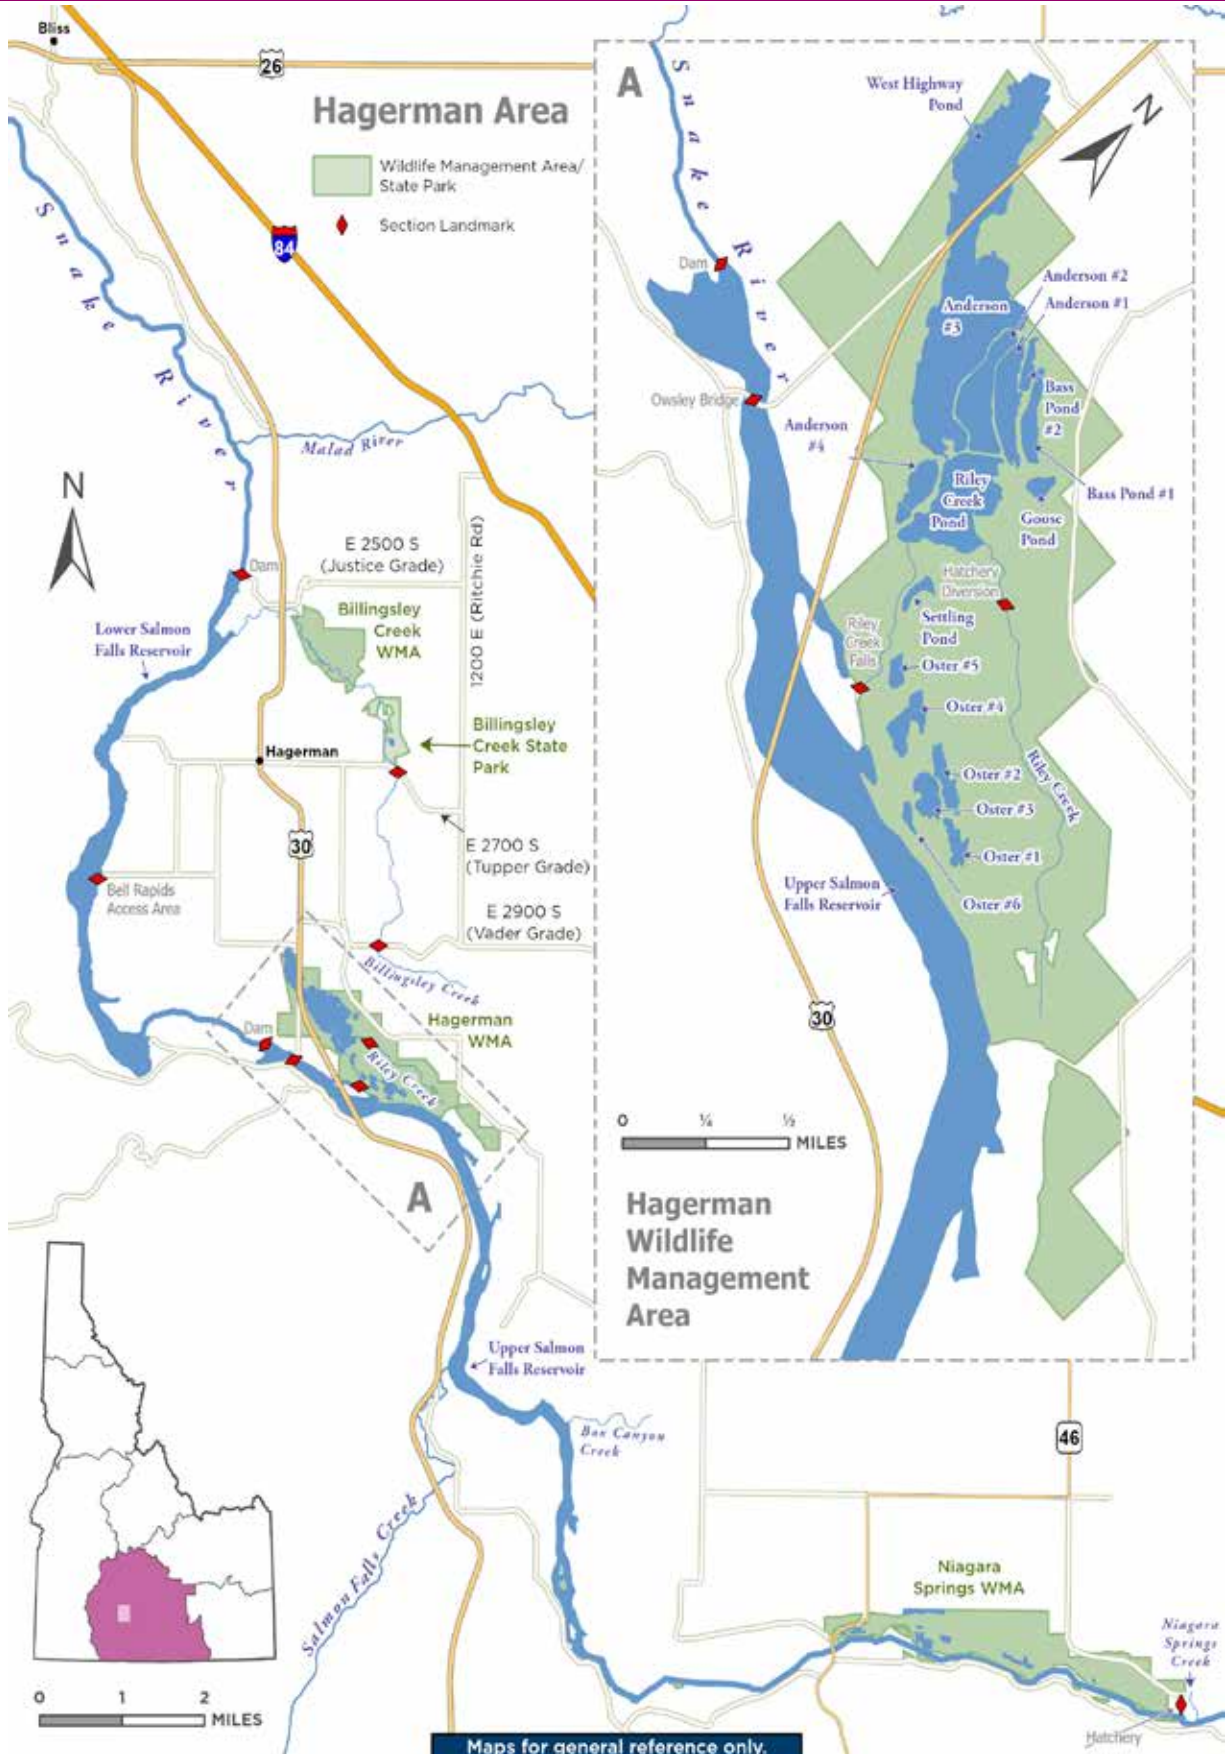 Bliss
26
Hagerman Area
Wildlife Management Area/
State Park
Section Landmark
84
Snake River
Malad River
N
E 2500 S
(Justice Grade)
1200 E (Ritchie Rd)
Dam
Billingsley
Creek
WMA
Lower Salmon
Falls Reservoir
Billingsley
Creek State
Park
Hagerman
30
E 2700 S
(Tupper Grade)
Bell Rapids
Access Area
E 2900 S
(Vader Grade)
Billingsley Creek
Dam
Hagerman
WMA
Riley Creek
A
Upper Salmon
Falls Reservoir
Box Canyon
Creek
Salmon Falls Creek
46
Niagara
Springs WMA
Niagara
Springs
Creek
Hatchery
0 1 2
MILES
Maps for general reference only.
A
Snake River
West Highway
Pond
N
Dam
Anderson #2
Anderson #1
Anderson
#3
Owsley Bridge
Bass
Pond
#2
Anderson
#4
Riley
Creek
Pond
Bass Pond #1
Goose
Pond
Hatchery
Diversion
Settling
Pond
Riley
Creek
Falls
Oster #5
Oster #4
Oster #2
Riley Creek
Oster #3
Oster #1
Upper Salmon
Falls Reservoir
Oster #6
30
0 ¼ ½
MILES
Hagerman
Wildlife
Management
Area